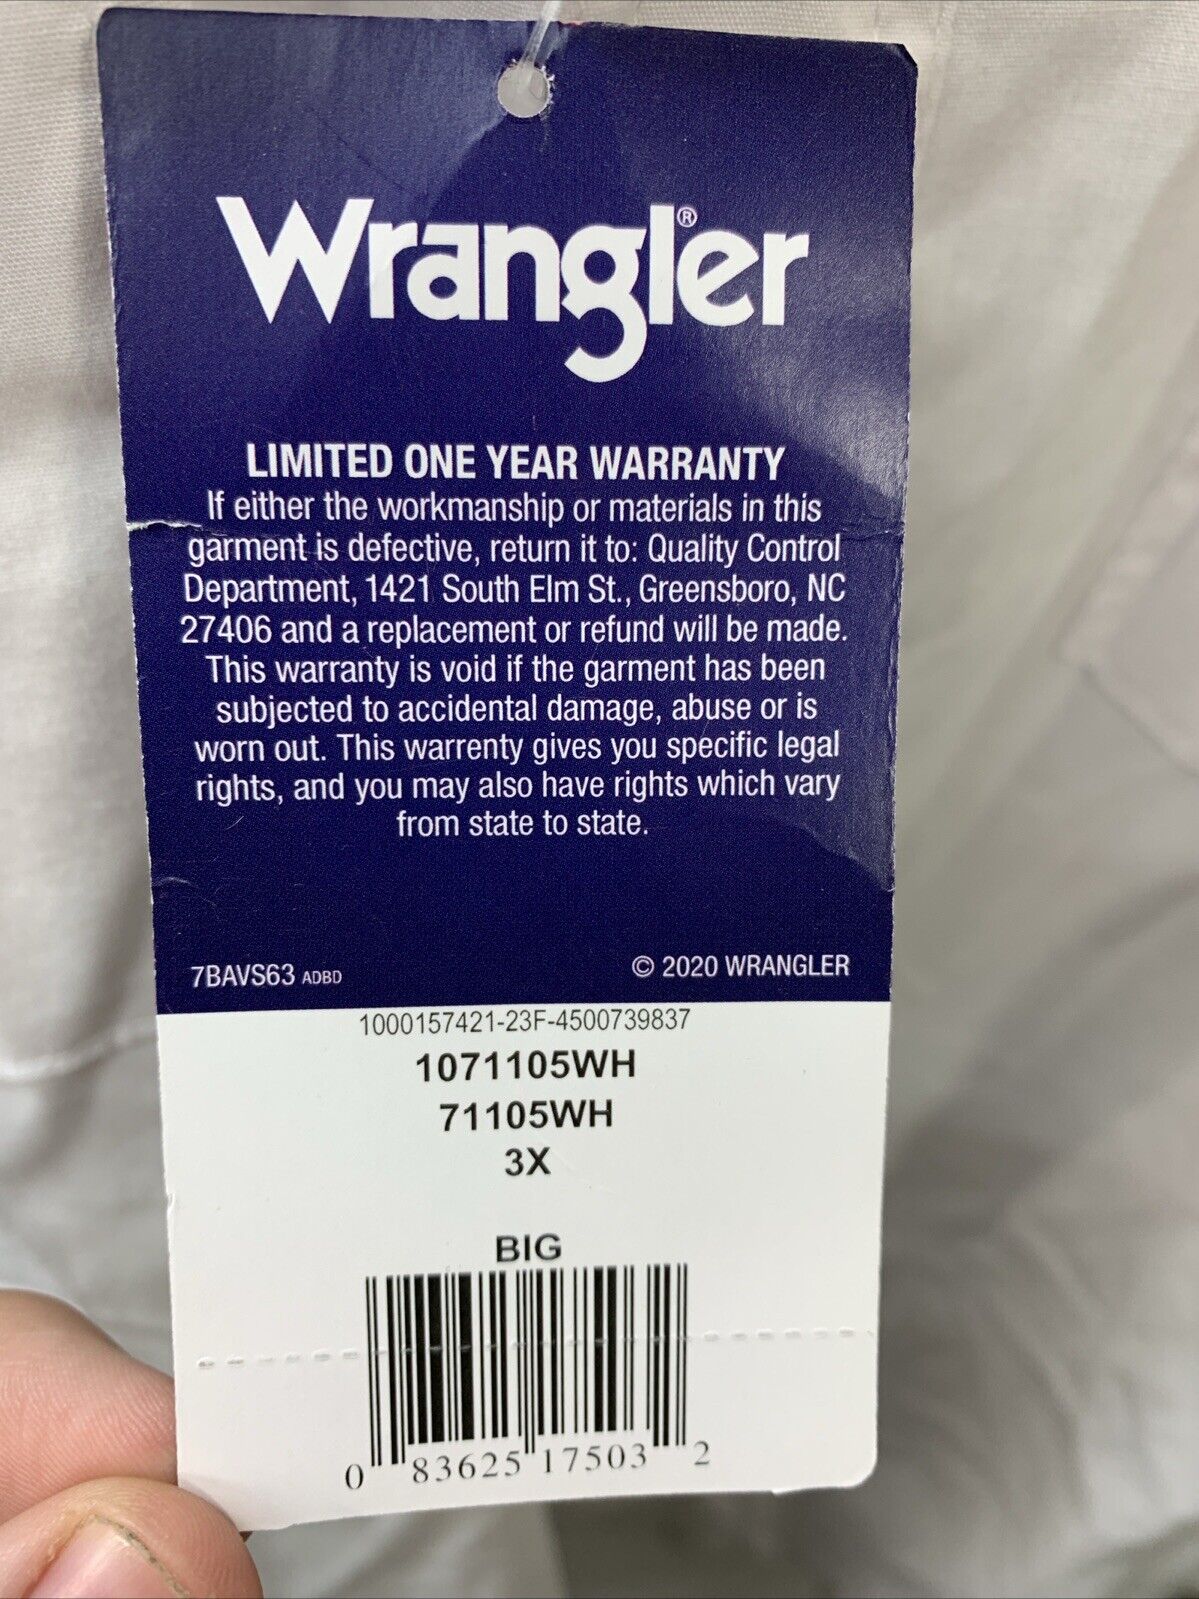 Wrangler®
LIMITED ONE YEAR WARRANTY
If either the workmanship or materials in this
garment is defective, return it to: Quality Control
Department, 1421 South Elm St., Greensboro, NC
27406 and a replacement or refund will be made.
This warranty is void if the garment has been
subjected to accidental damage, abuse or is
worn out. This warrenty gives you specific legal
rights, and you may also have rights which vary
from state to state.
7BAVS63 ADBD © 2020 WRANGLER
1000157421-23F-4500739837
1071105WH
71105WH
3X
BIG
0 83625 17503 2